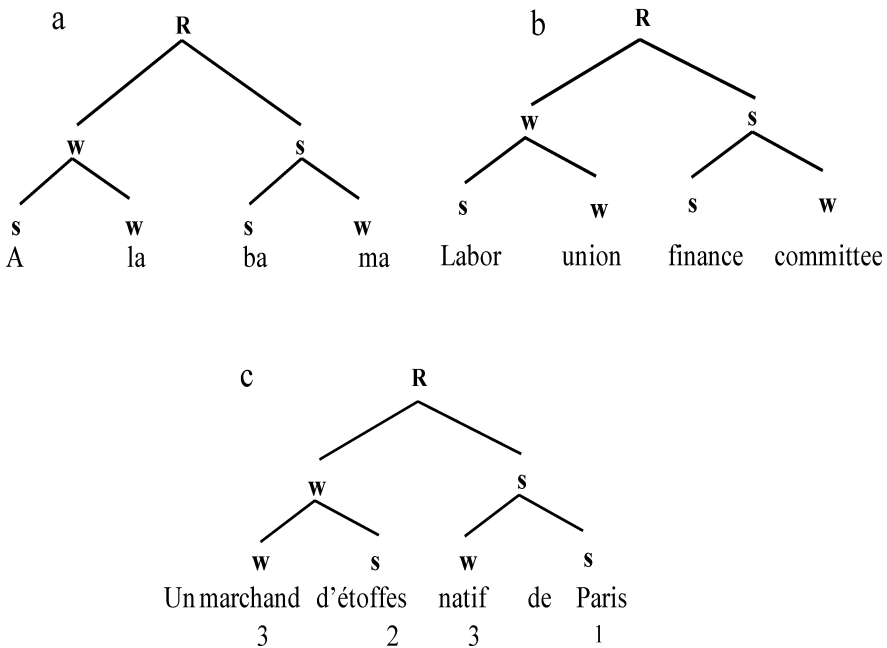 a
R
w s
s w s w
A la ba ma
b
R
w s
s w s w
Labor union finance committee
c
R
w s
w s w s
Un marchand d'étoffes natif de Paris
3 2 3 1